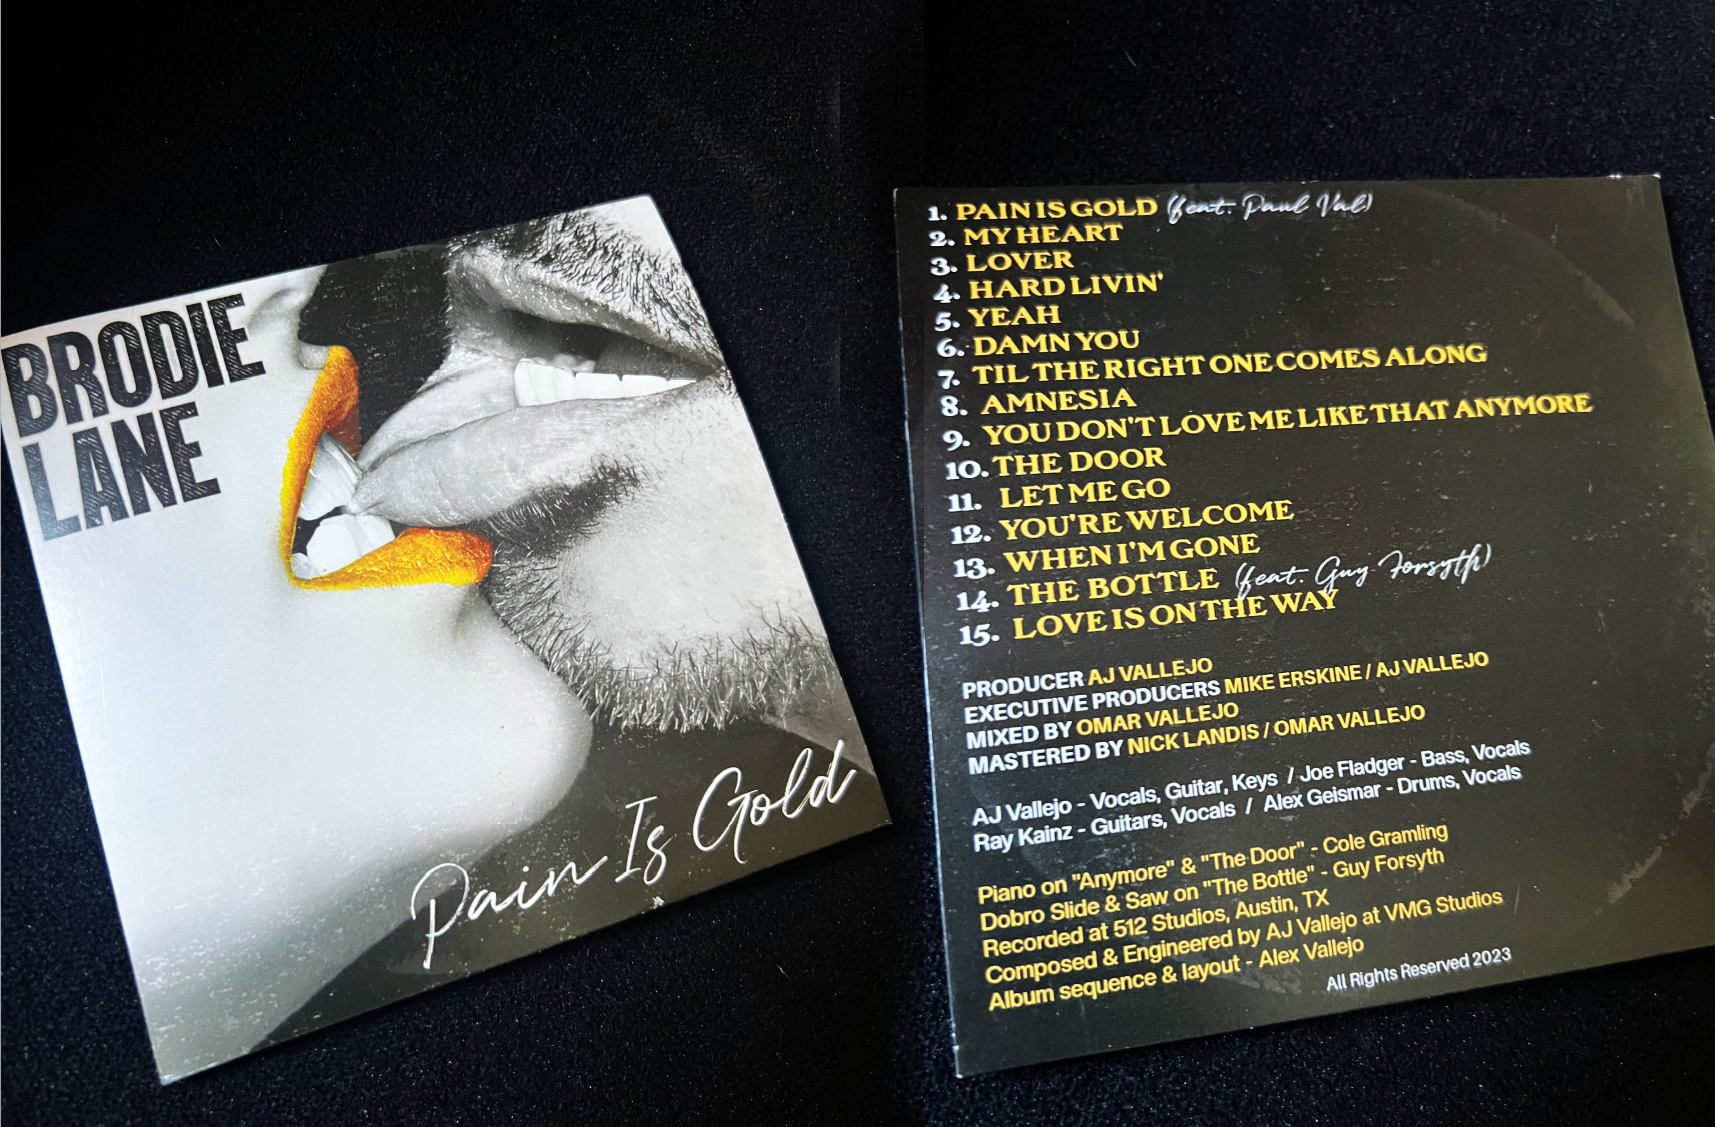 BRODIE
LANE
Pain Is Gold
1. PAIN IS GOLD (feat. Paul Val)
2. MY HEART
3. LOVER
4. HARD LIVIN'
5. YEAH
6. DAMN YOU
7. TIL THE RIGHT ONE COMES ALONG
8. AMNESIA
9. YOU DON'T LOVE ME LIKE THAT ANYMORE
10. THE DOOR
11. LET ME GO
12. YOU'RE WELCOME
13. WHEN I'M GONE
14. THE BOTTLE (feat. Guy Forsyth)
15. LOVE IS ON THE WAY
PRODUCER AJ VALLEJO
EXECUTIVE PRODUCERS MIKE ERSKINE / AJ VALLEJO
MIXED BY OMAR VALLEJO
MASTERED BY NICK LANDIS / OMAR VALLEJO
AJ Vallejo - Vocals, Guitar, Keys / Joe Fladger - Bass, Vocals
Ray Kainz - Guitars, Vocals / Alex Geismar - Drums, Vocals
Piano on "Anymore" & "The Door" - Cole Gramling
Dobro Slide & Saw on "The Bottle" - Guy Forsyth
Recorded at 512 Studios, Austin, TX
Composed & Engineered by AJ Vallejo at VMG Studios
Album sequence & layout - Alex Vallejo
All Rights Reserved 2023